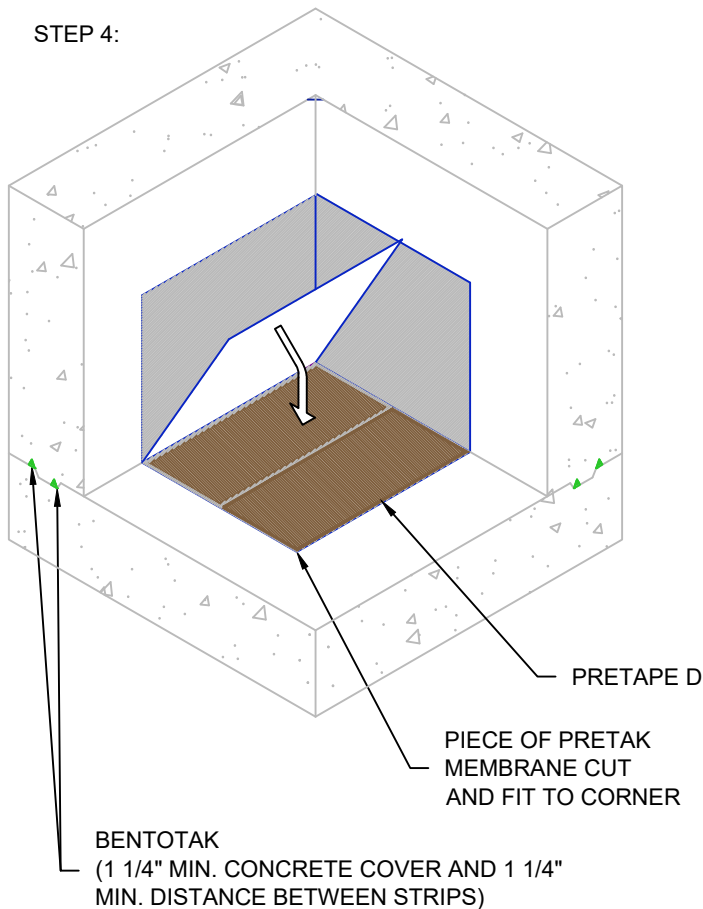 STEP 4:
PRETAPE D
PIECE OF PRETAK
MEMBRANE CUT
AND FIT TO CORNER
BENTOTAK
(1 1/4" MIN. CONCRETE COVER AND 1 1/4"
MIN. DISTANCE BETWEEN STRIPS)